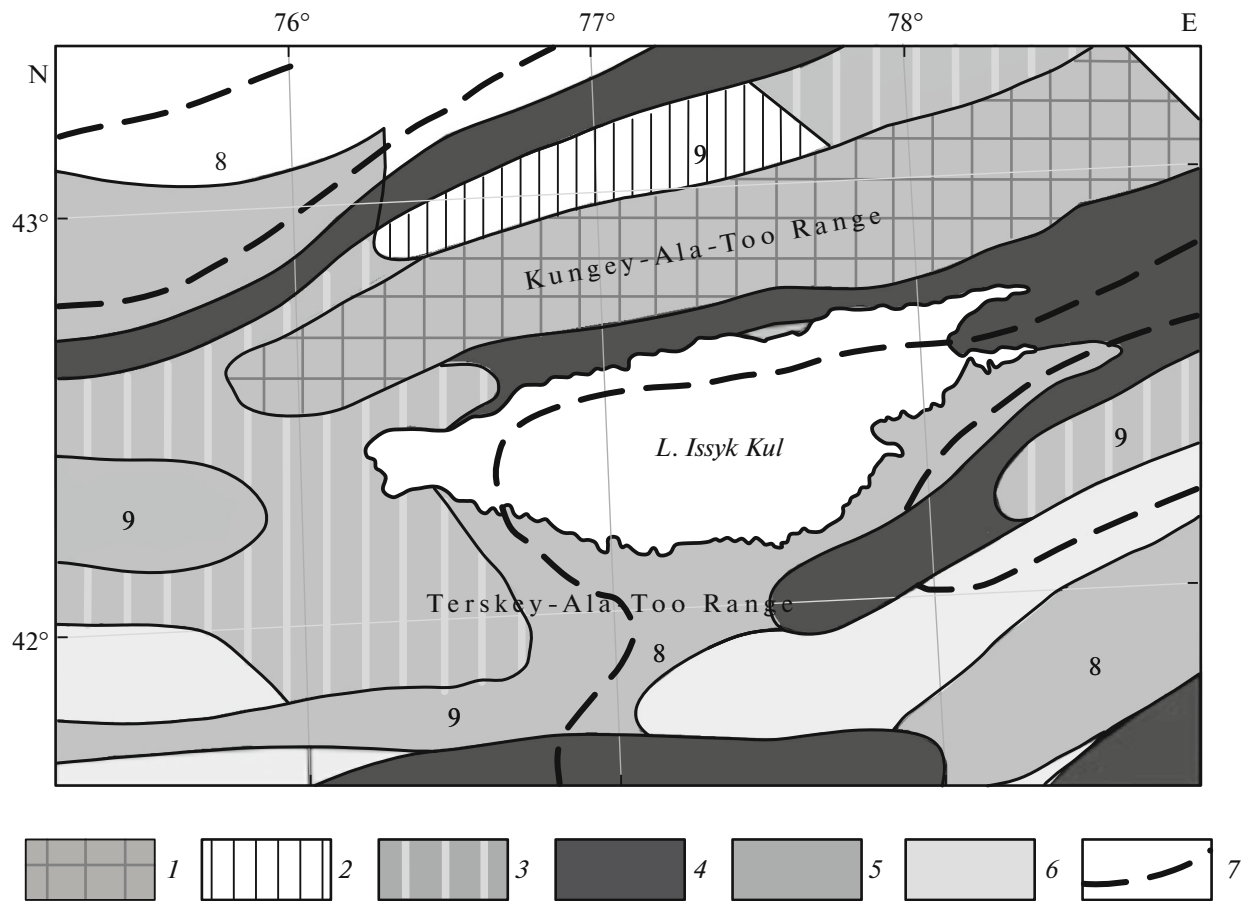 76° 77° 78° E
N
8
9
43°
Kungey-Ala-Too Range
L. Issyk Kul
9
9
Terskey-Ala-Too Range
42°
8
8
9
1 2 3 4 5 6 7